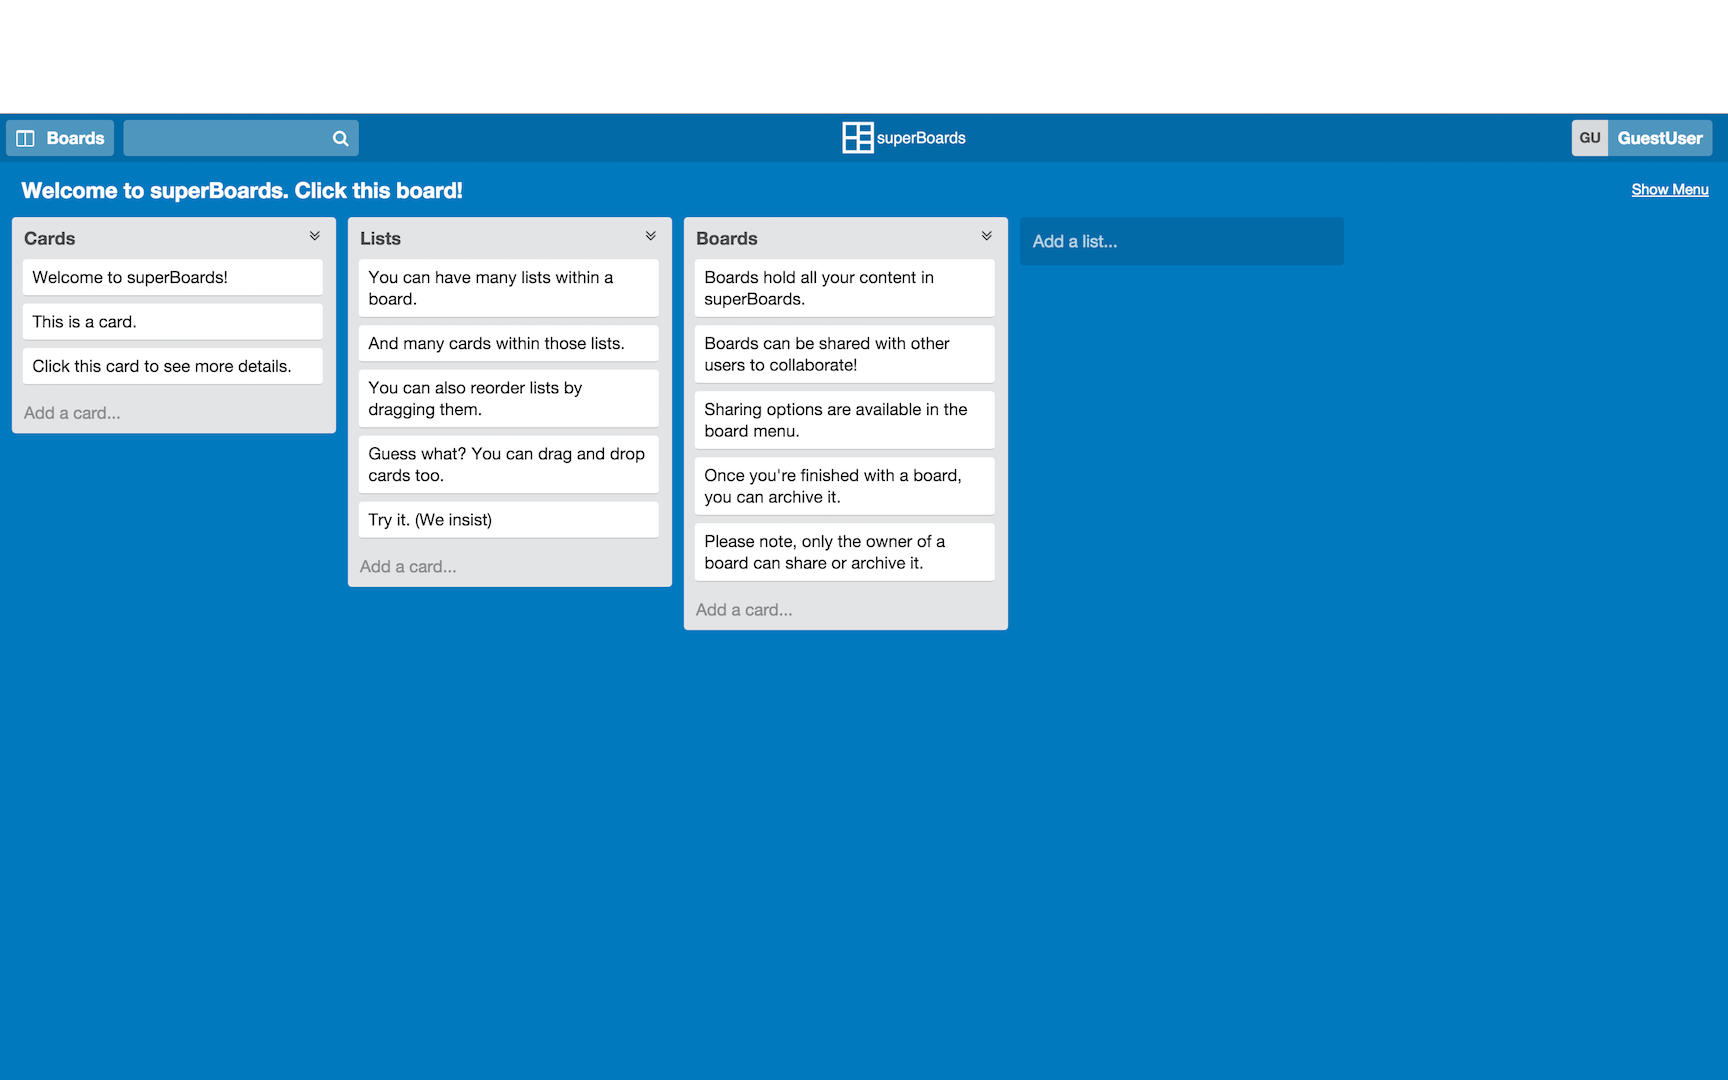 Boards
superBoards
GU GuestUser
Welcome to superBoards. Click this board!
Show Menu
Cards
Welcome to superBoards!
This is a card.
Click this card to see more details.
Add a card...
Lists
You can have many lists within a
board.
And many cards within those lists.
You can also reorder lists by
dragging them.
Guess what? You can drag and drop
cards too.
Try it. (We insist)
Add a card...
Boards
Boards hold all your content in
superBoards.
Boards can be shared with other
users to collaborate!
Sharing options are available in the
board menu.
Once you're finished with a board,
you can archive it.
Please note, only the owner of a
board can share or archive it.
Add a card...
Add a list...